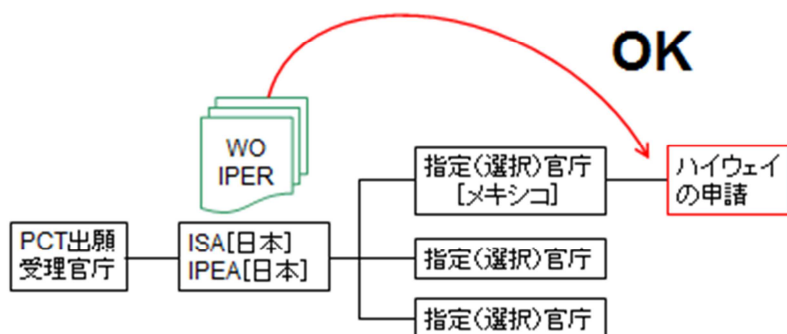 OK
WO
IPER
指定(選択)官庁
[メキシコ]
ハイウェイ
の申請
PCT出願
受理官庁
ISA[日本]
IPEA[日本]
指定(選択)官庁
指定(選択)官庁